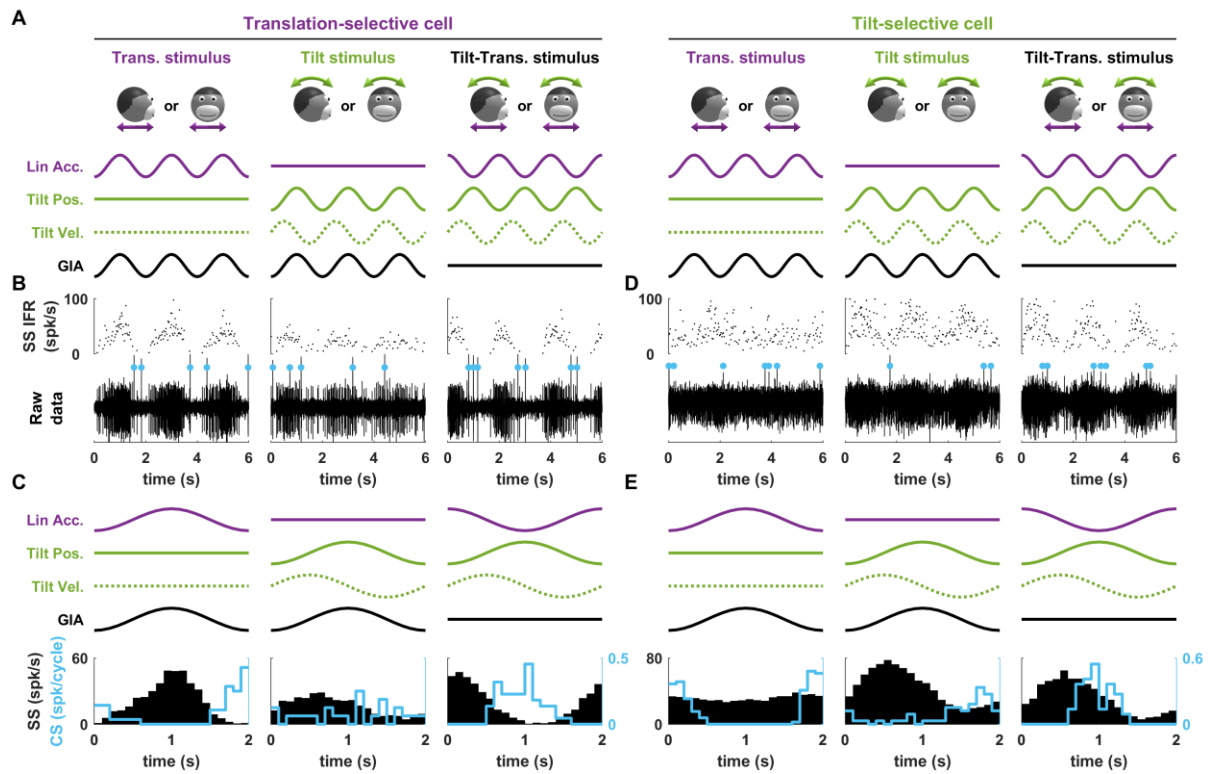 A
Translation-selective cell
Tilt-selective cell
Trans. stimulus
Tilt stimulus
Tilt-Trans. stimulus
Trans. stimulus
Tilt stimulus
Tilt-Trans. stimulus
or
or
or
or
or
or
Lin Acc.
Tilt Pos.
Tilt Vel.
GIA
B
SS IFR
(spk/s)
100
0
Raw
data
0 2 4 6
0 2 4 6
0 2 4 6
time (s)
time (s)
time (s)
D
100
0
0 2 4 6
0 2 4 6
0 2 4 6
time (s)
time (s)
time (s)
C
Lin Acc.
Tilt Pos.
Tilt Vel.
GIA
SS (spk/s)
CS (spk/cycle)
60
0
0.5
0
0 1 2
0 1 2
0 1 2
time (s)
time (s)
time (s)
E
80
0
0.6
0
0 1 2
0 1 2
0 1 2
time (s)
time (s)
time (s)